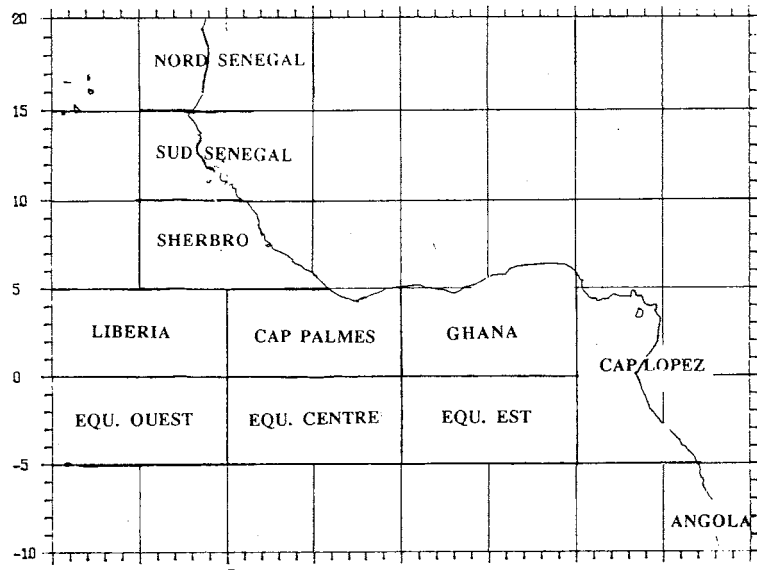 20
NORD SENEGAL
15
SUD SENEGAL
10
SHERBRO
5
LIBERIA CAP PALMES GHANA
CAP LOPEZ
0
EQU. OUEST EQU. CENTRE EQU. EST
-5
ANGOLA
-10